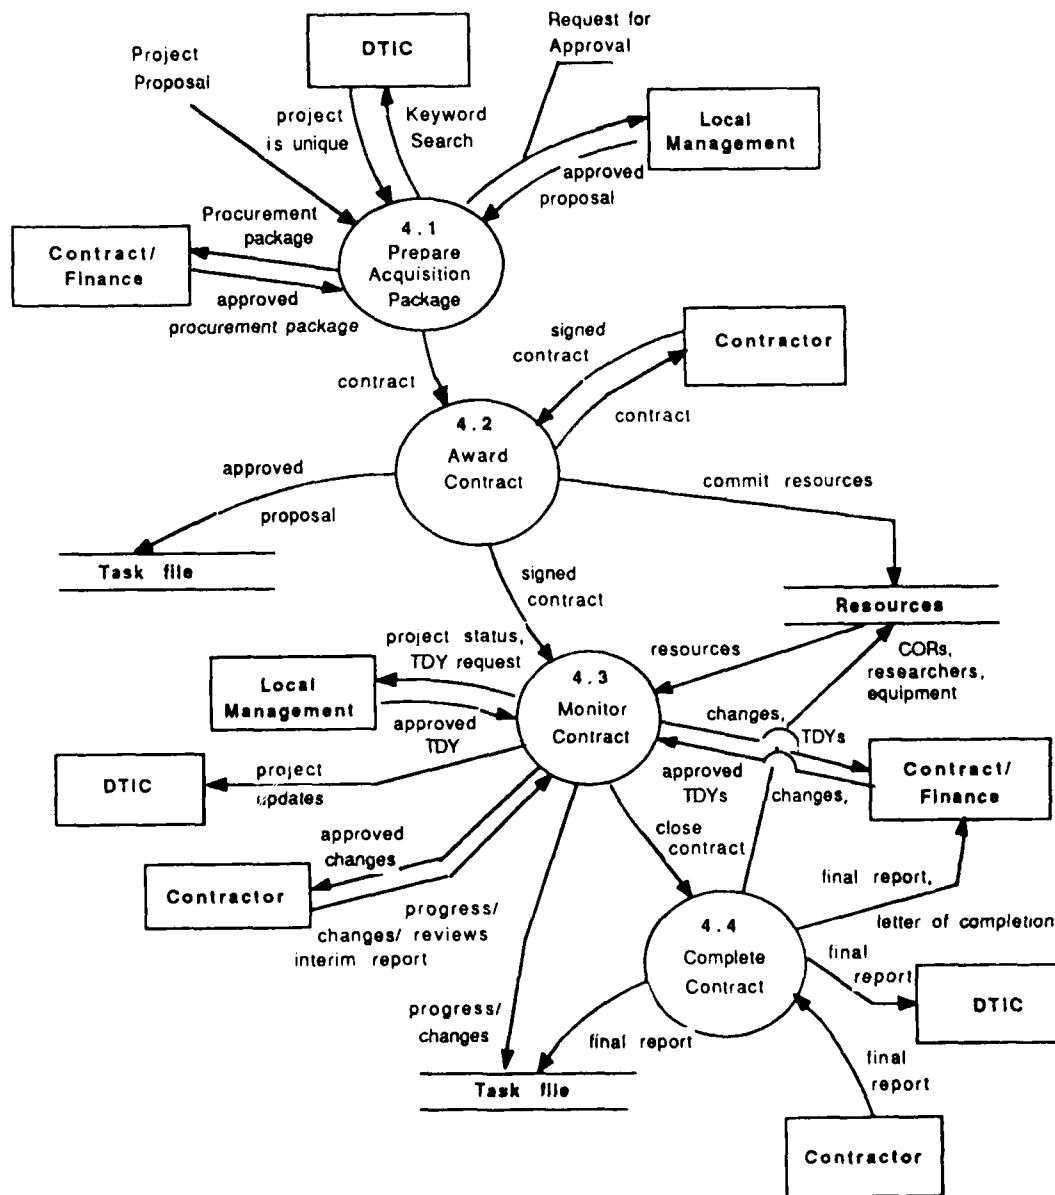 Request for
Approval
DTIC
Project
Proposal
project
is unique
Keyword
Search
Local
Management
approved
proposal
4.1
Prepare
Acquisition
Package
Procurement
package
Contract/
Finance
approved
procurement package
contract
signed
contract
Contractor
contract
4.2
Award
Contract
approved
proposal
commit resources
Task file
signed
contract
Resources
project status,
TDY request
resources
CORs,
researchers,
equipment
Local
Management
4.3
Monitor
Contract
approved
TDY
changes,
TDYs
approved
TDYs
changes,
Contract/
Finance
DTIC
project
updates
approved
changes
close
contract
Contractor
progress/
changes/ reviews
interim report
final report,
letter of completion
4.4
Complete
Contract
final
report
DTIC
progress/
changes
final report
Task file
final
report
Contractor